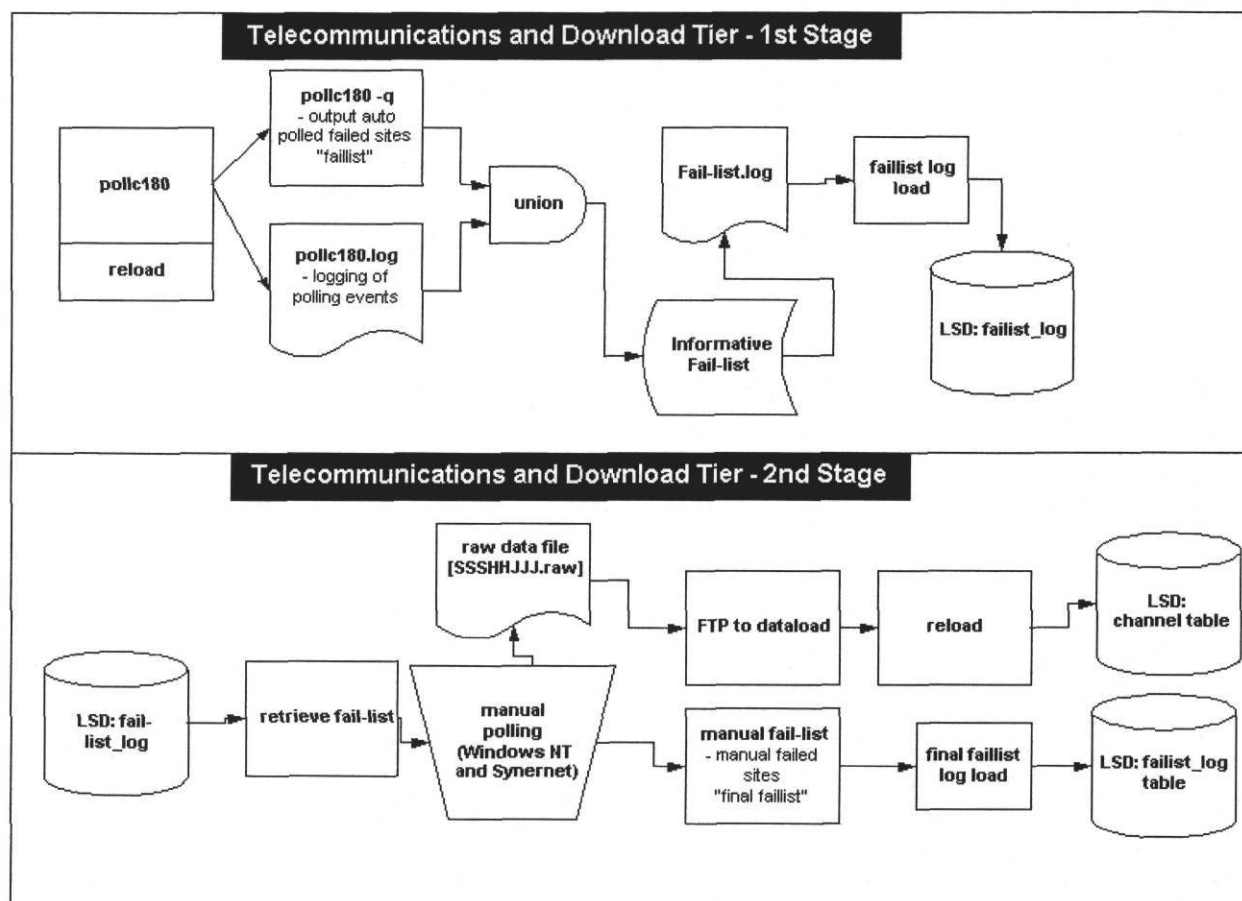 Telecommunications and Download Tier - 1st Stage
pollc180
reload
pollc180 -q
- output auto
polled failed sites
"faillist"
pollc180.log
- logging of
polling events
union
Informative
Fail-list
Fail-list.log
faillist log
load
LSD: failist_log
Telecommunications and Download Tier - 2nd Stage
LSD: fail-
list_log
retrieve fail-list
manual
polling
(Windows NT
and Synernet)
raw data file
[SSSHHJJJ.raw]
FTP to dataload
reload
LSD:
channel table
manual fail-list
- manual failed
sites
"final faillist"
final faillist
log load
LSD: failist_log
table